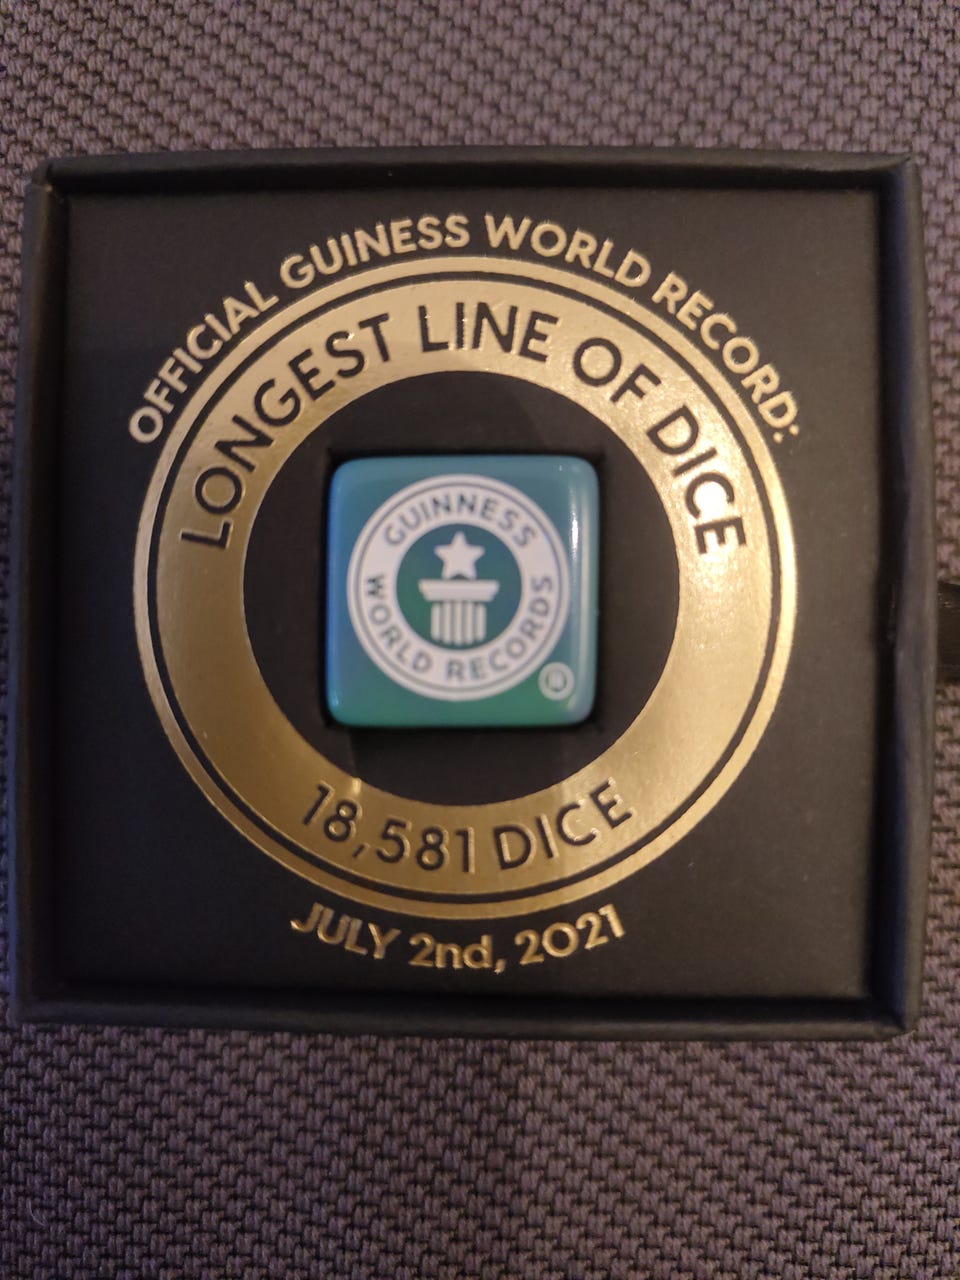 OFFICIAL GUINESS WORLD RECORD:
LONGEST LINE OF DICE
GUINNESS
WORLD RECORDS
®
18,581 DICE
JULY 2nd, 2021